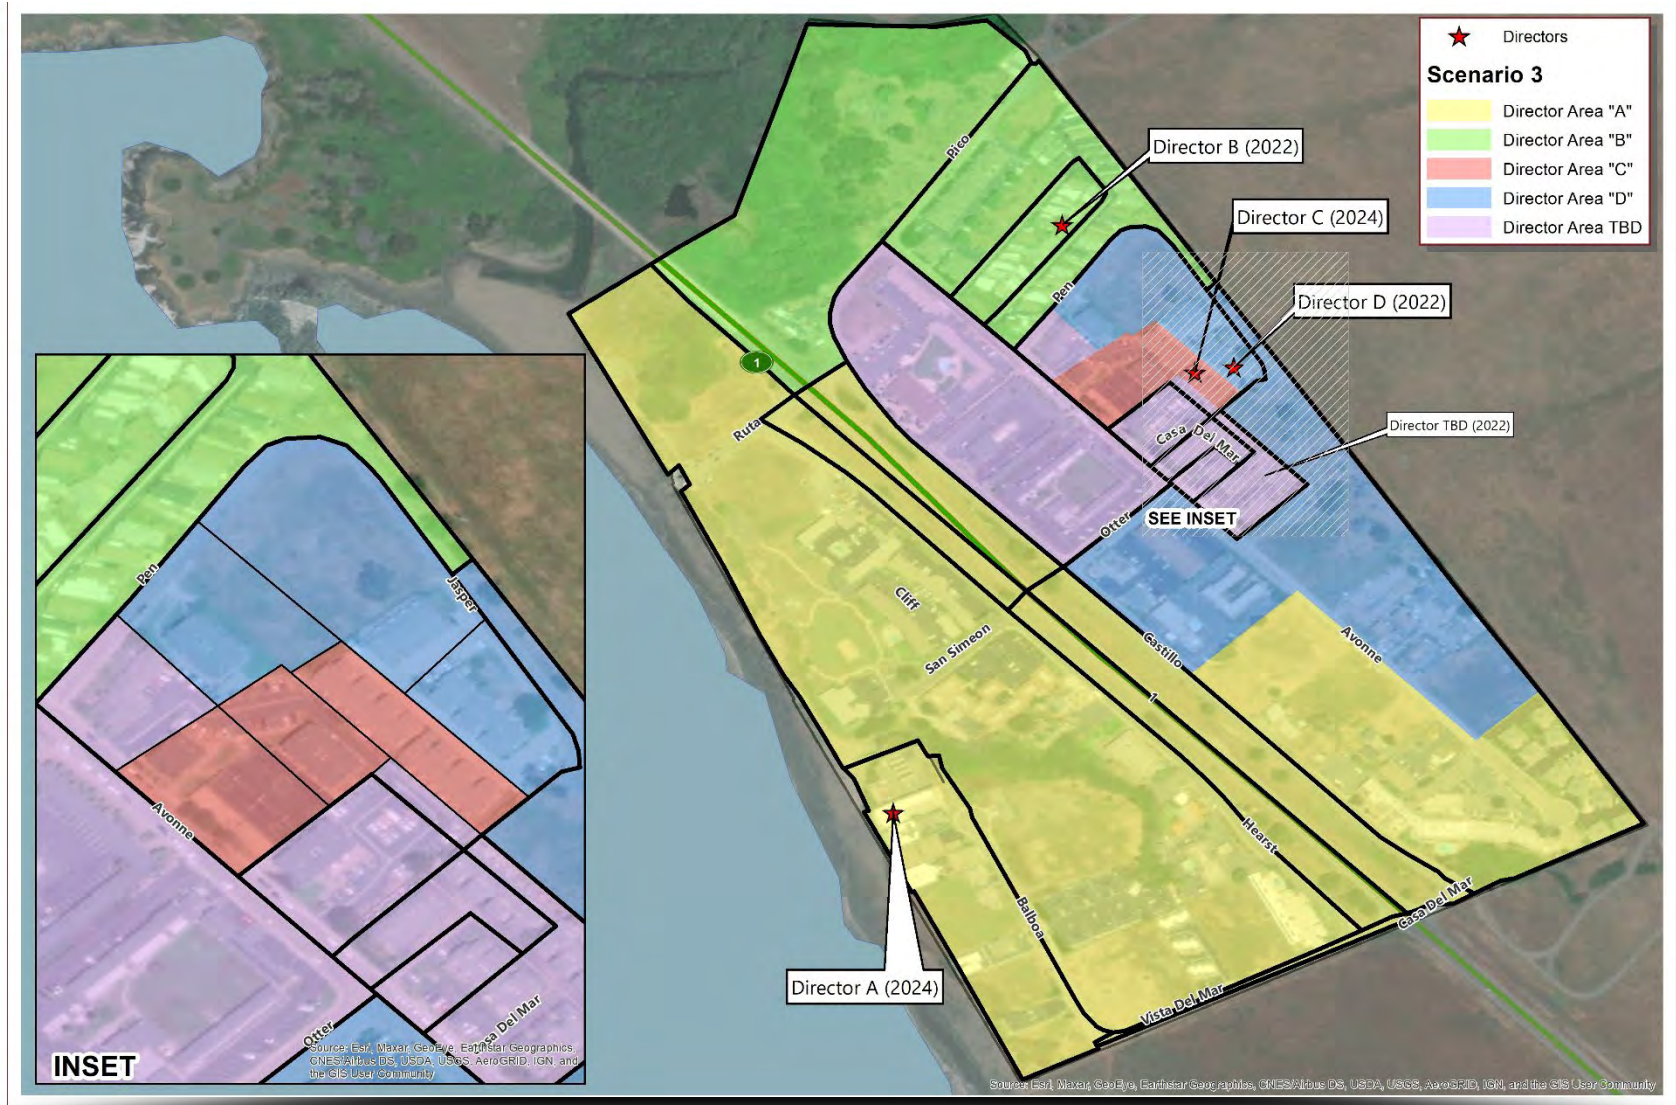 Directors
Scenario 3
Director Area "A"
Director Area "B"
Director Area "C"
Director Area "D"
Director Area TBD
Pico
Director B (2022)
Director C (2024)
Pen
Director D (2022)
1
Ruta
Casa Del Mar
Director TBD (2022)
Otter
SEE INSET
Cliff
San Simeon
Castillo
Avonne
1
Hearst
Balboa
Casa Del Mar
Director A (2024)
Vista Del Mar
Source: Esri, Maxar, GeoEye, Earthstar Geographics, CNES/Airbus DS, USDA, USGS, AeroGRID, IGN, and the GIS User Community
Pen
Jasper
Avonne
Otter
Casa Del Mar
INSET
Source: Esri, Maxar, GeoEye, Earthstar Geographics,
CNES/Airbus DS, USDA, USGS, AeroGRID, IGN, and
the GIS User Community